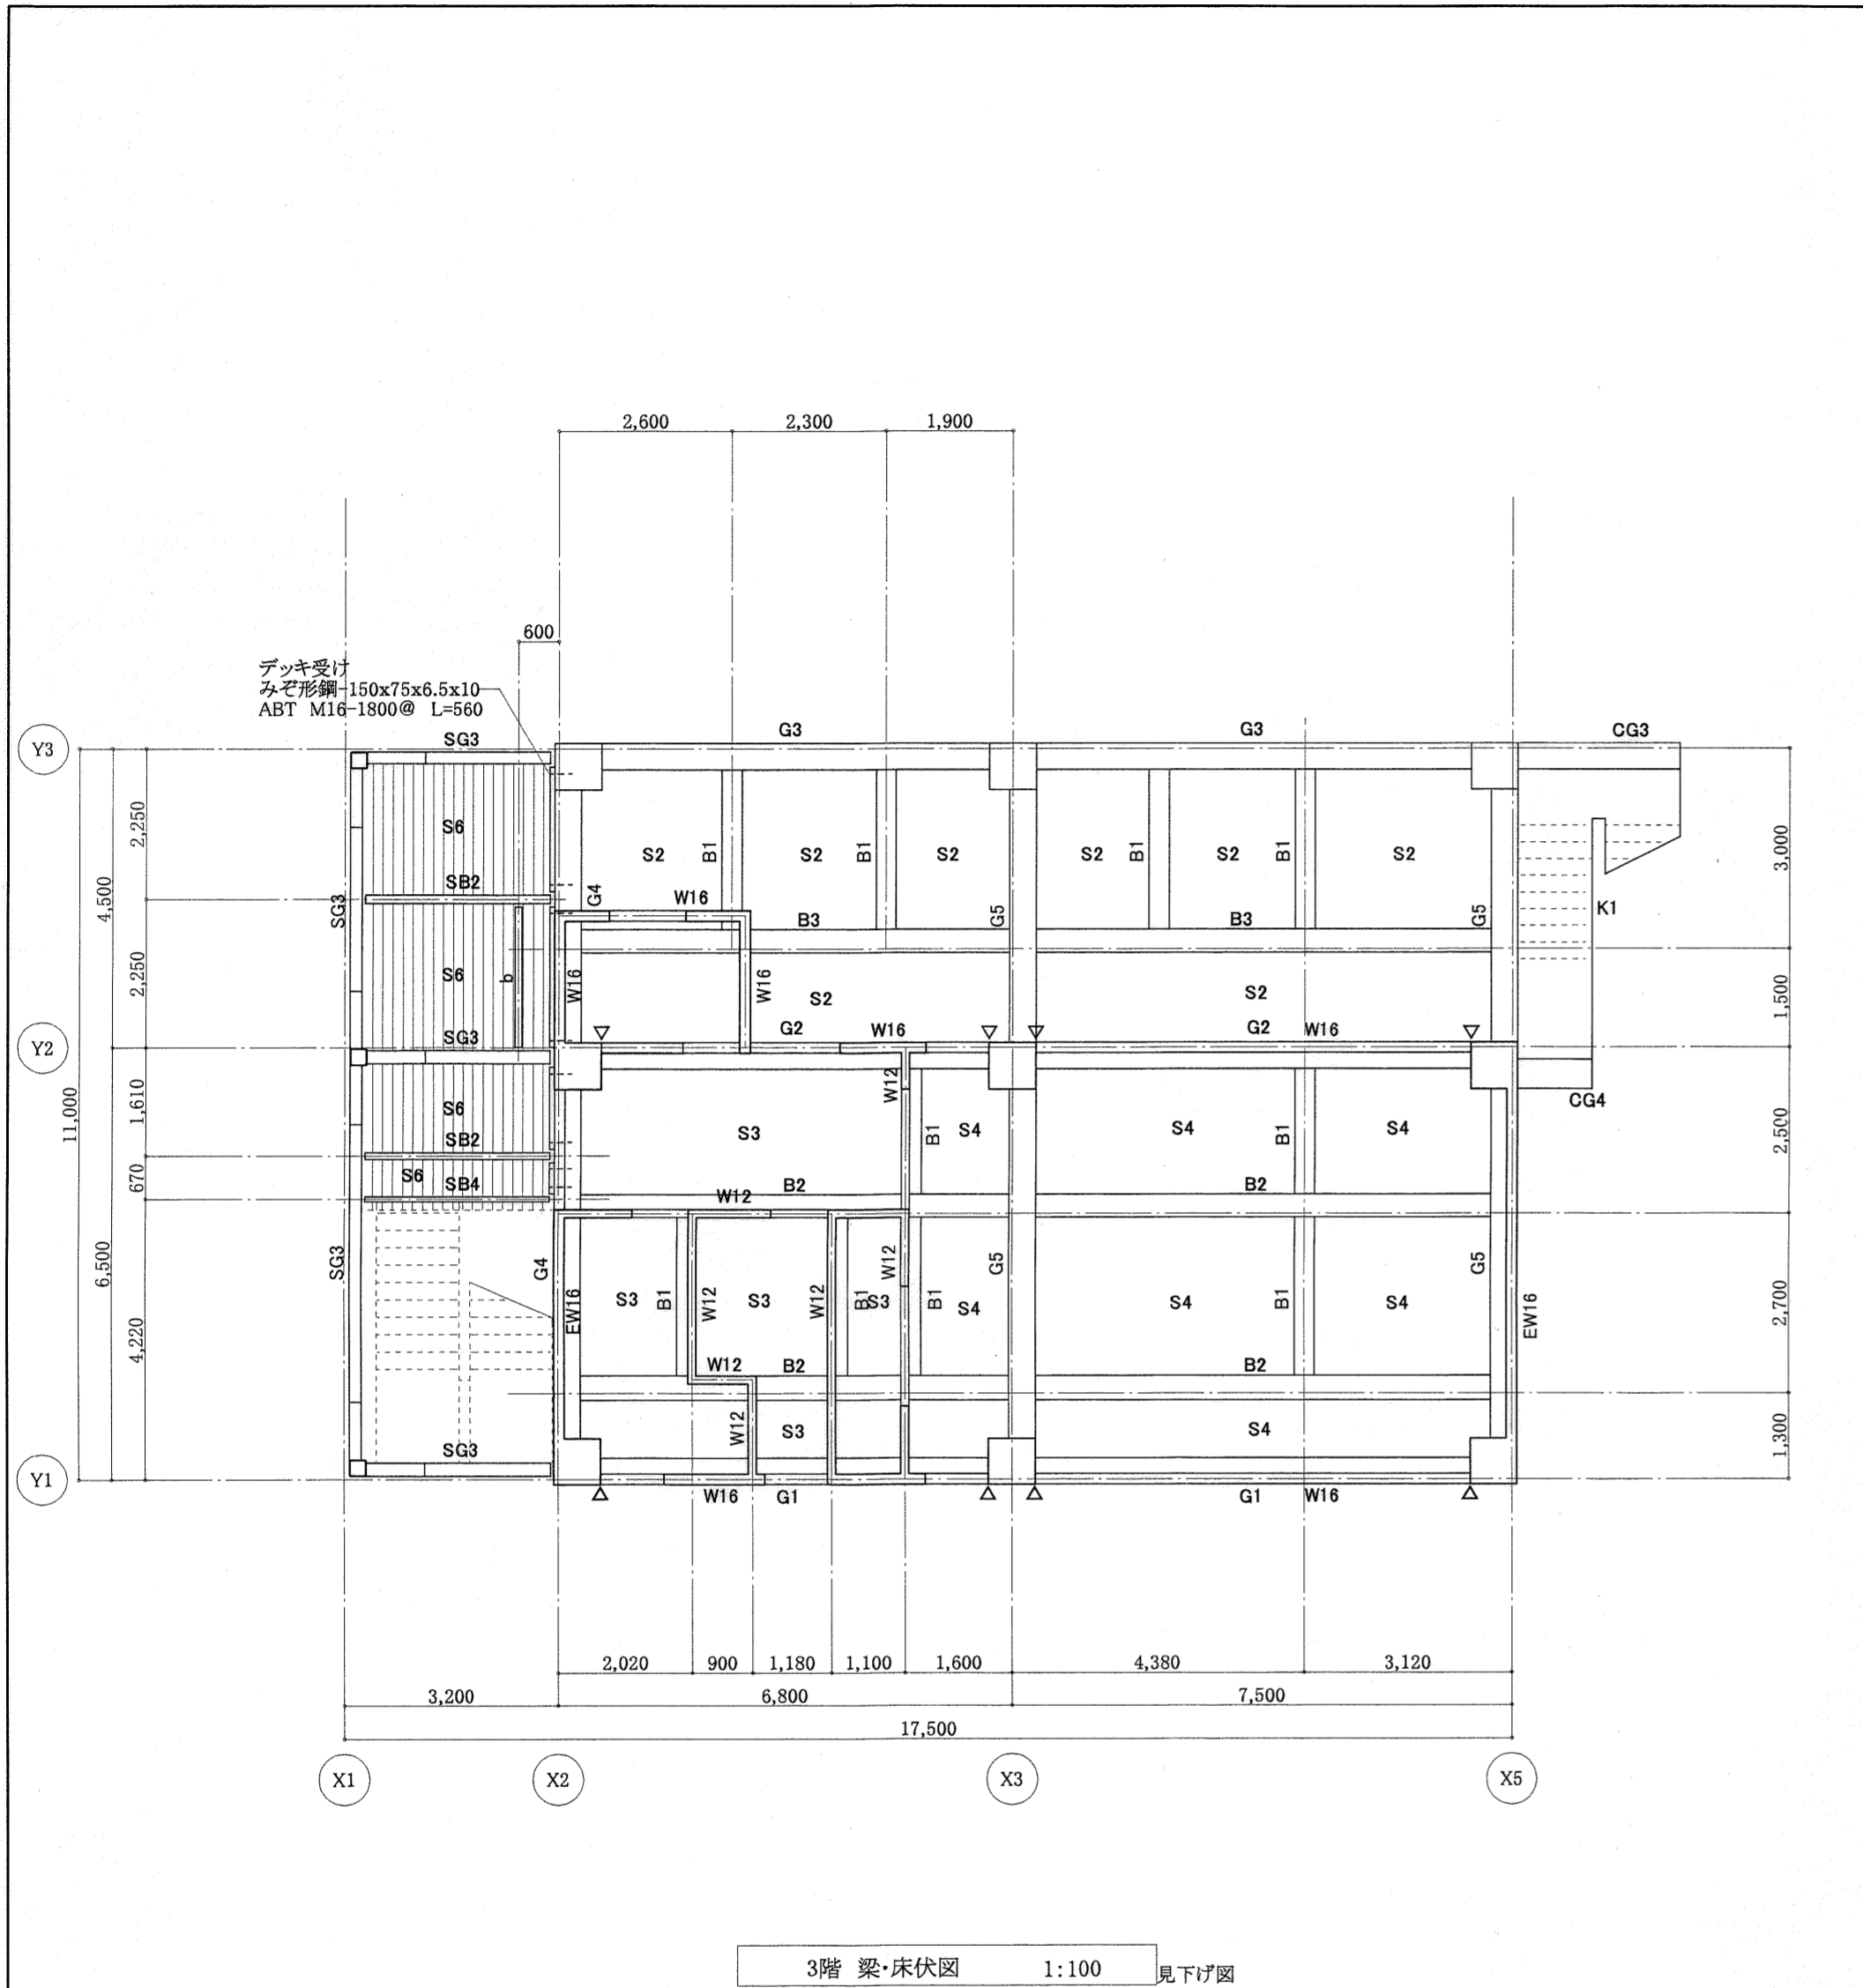 2,600 2,300 1,900
600
デッキ受け
みぞ形鋼-150x75x6.5x10
ABT M16-1800@ L=560
Y3 SG3 G3 G3 CG3
2,250 3,000
S6
S2 B1 S2 B1 S2 S2 B1 S2 B1 S2
4,500
SB2 G4 W16
SG3 B3 G5 B3 G5 K1
2,250 S6 b W16 W16 S2 S2 1,500
SG3 G2 W16 G2 W16
Y2
11,000 1,610 S6 W12
CG4
SB2 S3 B1 S4 S4 B1 S4 2,500
670 S6 SB4 W12 B2 B2
6,500 SG3 G4 W12 G5 G5
4,220 EW16 S3 B1 W12 S3 W12 B1 S3 B1 S4 S4 B1 S4 2,700 EW16
W12 B2 B2
W12 S3 S4 1,300
SG3
Y1
W16 G1 G1 W16
2,020 900 1,180 1,100 1,600 4,380 3,120
3,200 6,800 7,500
17,500
X1 X2 X3 X5
3階 梁・床伏図 1:100 見下げ図